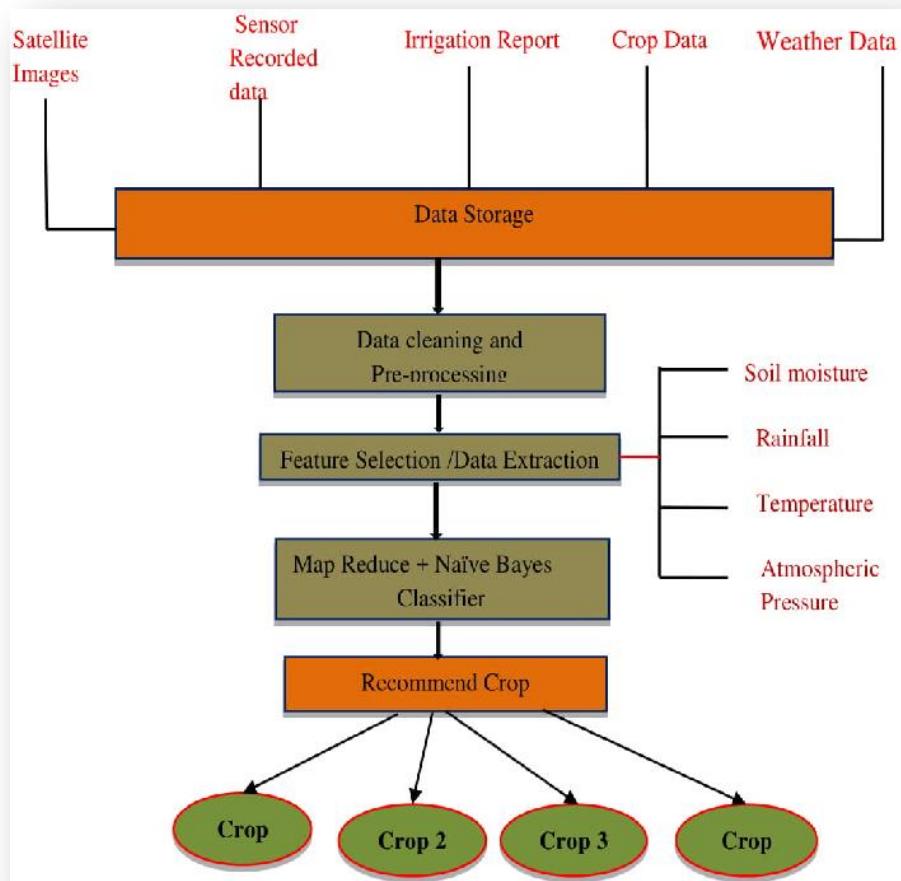 Satellite
Images
Sensor
Recorded
data
Irrigation Report
Crop Data
Weather Data
Data Storage
Data cleaning and
Pre-processing
Feature Selection /Data Extraction
Soil moisture
Rainfall
Temperature
Atmospheric
Pressure
Map Reduce + Naïve Bayes
Classifier
Recommend Crop
Crop
Crop 2
Crop 3
Crop